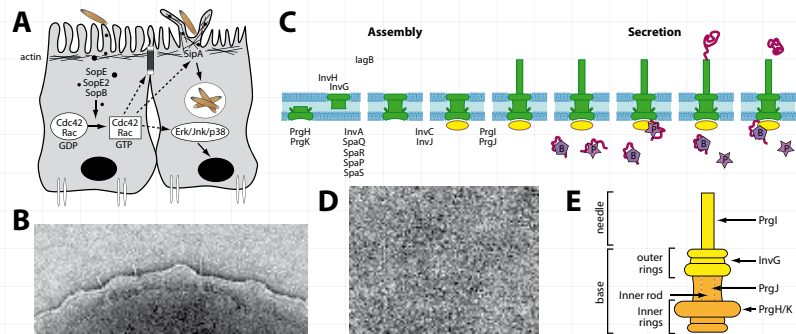 A
actin
SopE
SopE2
SopB
SipA
Cdc42
Rac
GDP
Cdc42
Rac
GTP
Erk/Jnk/p38
B
C
Assembly
Secretion
IagB
InvH
InvG
PrgH
PrgK
InvA
SpaQ
SpaR
SpaP
SpaS
InvC
InvJ
PrgI
PrgJ
B
P
B
P
B
P
B
P
D
E
needle
base
outer
rings
Inner rod
Inner
rings
PrgI
InvG
PrgJ
PrgH/K